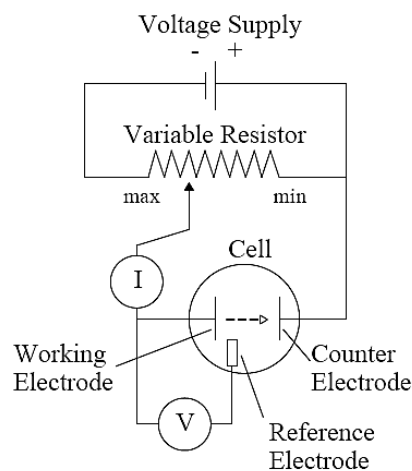 Voltage Supply
- +
Variable Resistor
max min
Cell
I
Working
Electrode
Counter
Electrode
V
Reference
Electrode